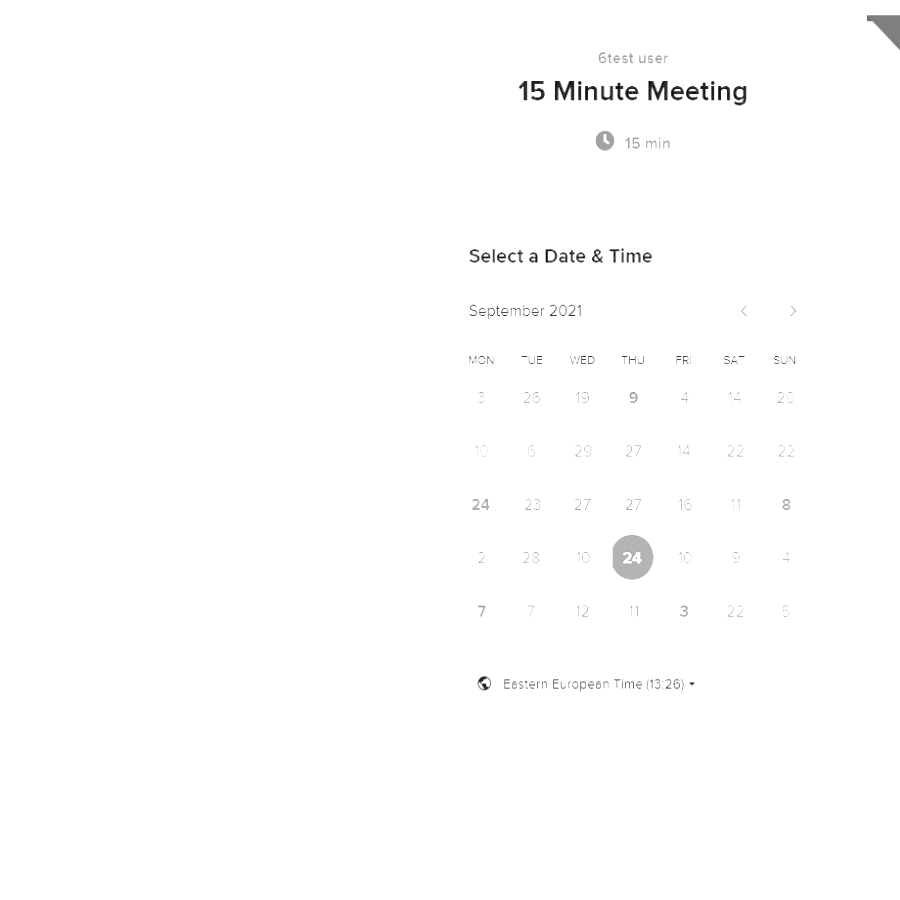 6test user
15 Minute Meeting
15 min
Select a Date & Time
September 2021
MON TUE WED THU FRI SAT SUN
3 26 19 9 4 14 20
10 6 29 27 14 22 22
24 23 27 27 16 11 8
2 28 10 24 10 9 4
7 7 12 11 3 22 5
Eastern European Time (13:26)